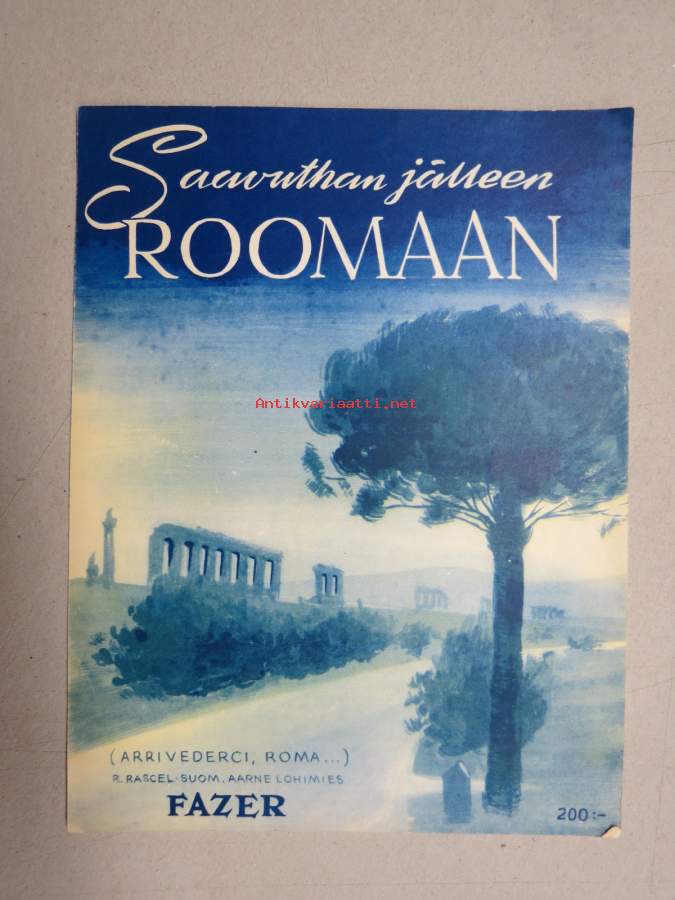 Saavuthan jälleen
ROOMAAN
Antikvariaatti.net
(ARRIVEDERCI, ROMA...)
R. RASCEL-SUOM. AARNE LOHIMIES
FAZER
200:-